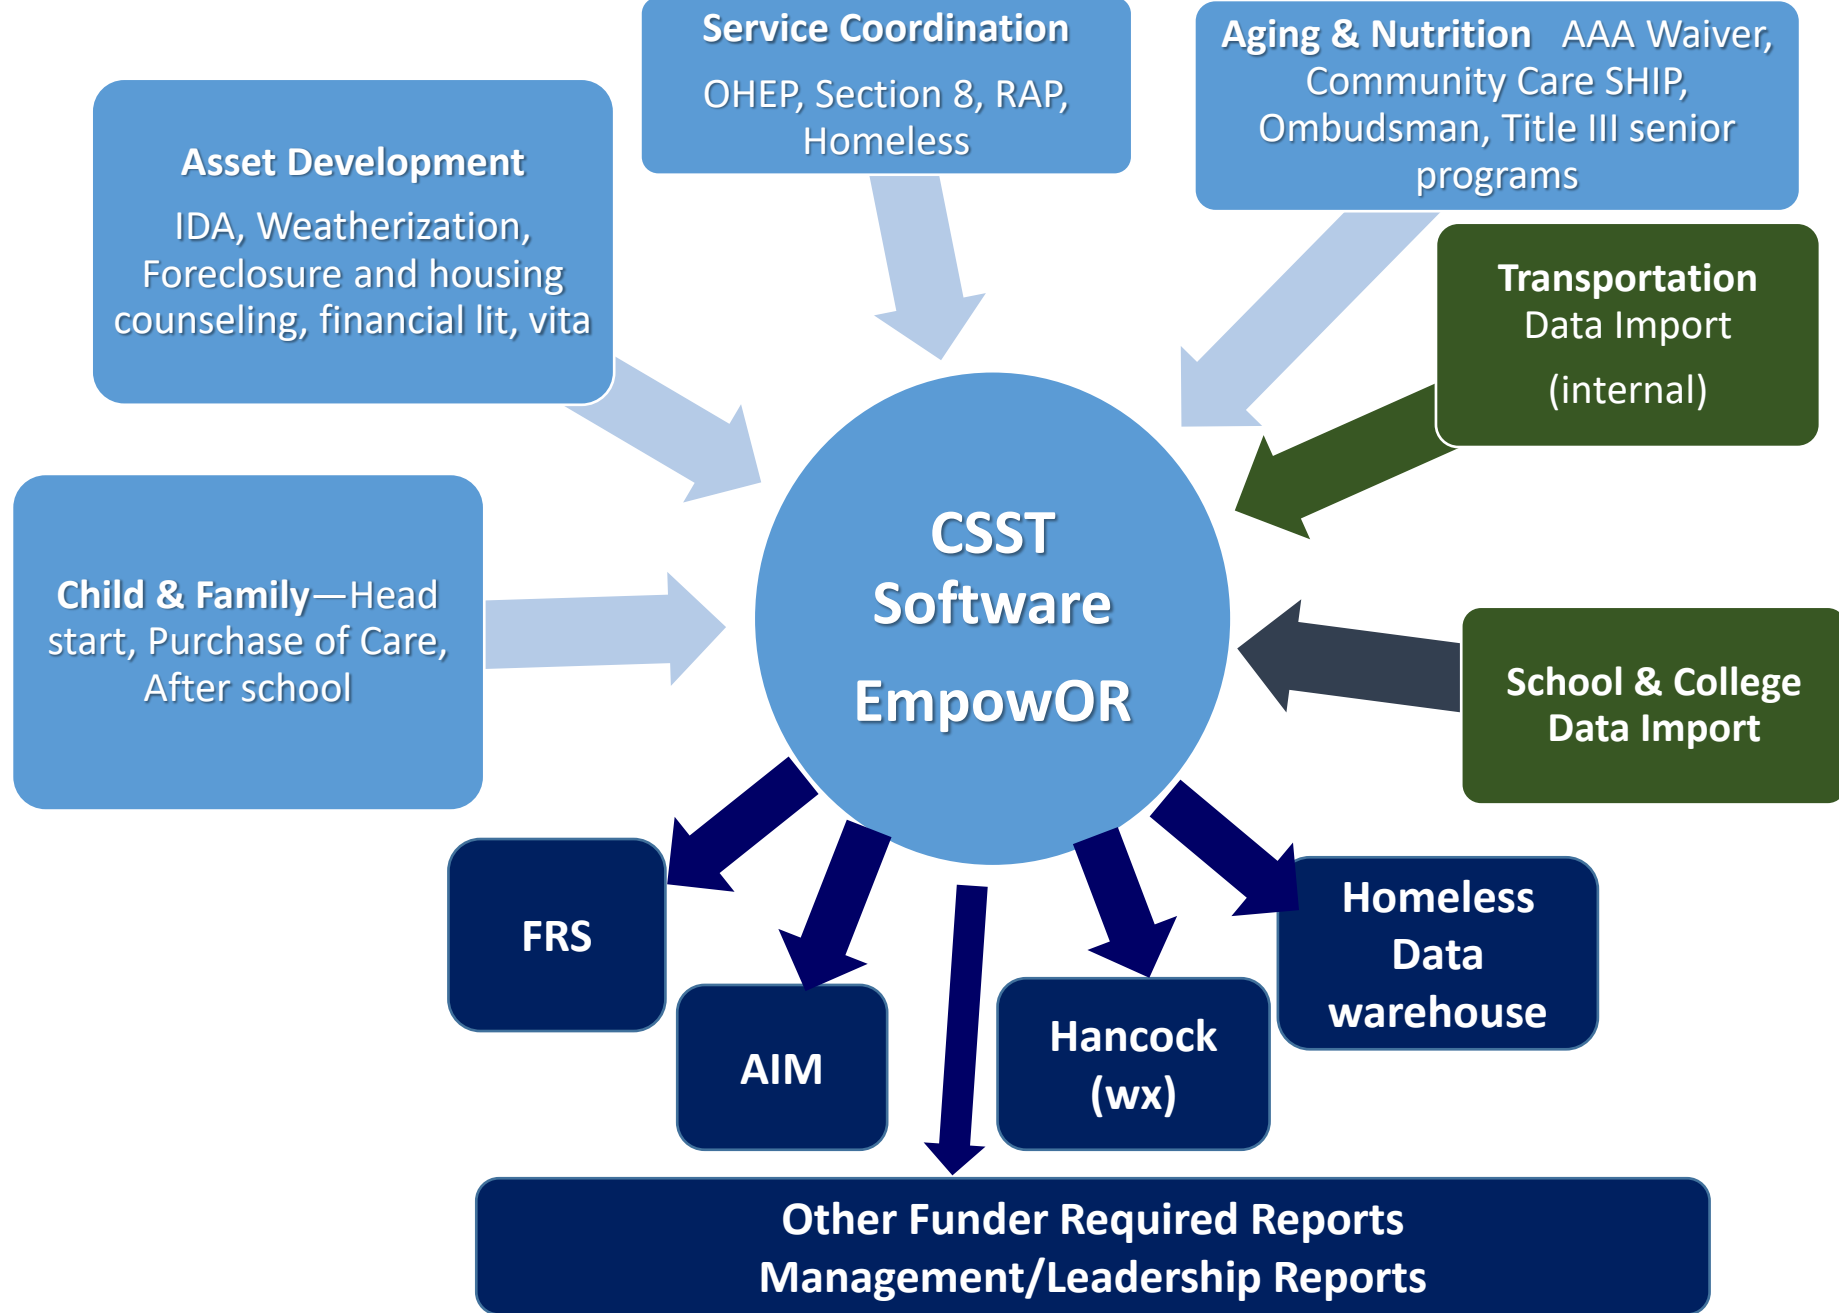 Service Coordination
OHEP, Section 8, RAP,
Homeless
Aging & Nutrition   AAA Waiver,
Community Care SHIP,
Ombudsman, Title III senior
programs
Asset Development
IDA, Weatherization,
Foreclosure and housing
counseling, financial lit, vita
Transportation
Data Import
(internal)
Child & Family—Head
start, Purchase of Care,
After school
CSST
Software
EmpowOR
School & College
Data Import
FRS
AIM
Hancock
(wx)
Homeless
Data
warehouse
Other Funder Required Reports
Management/Leadership Reports